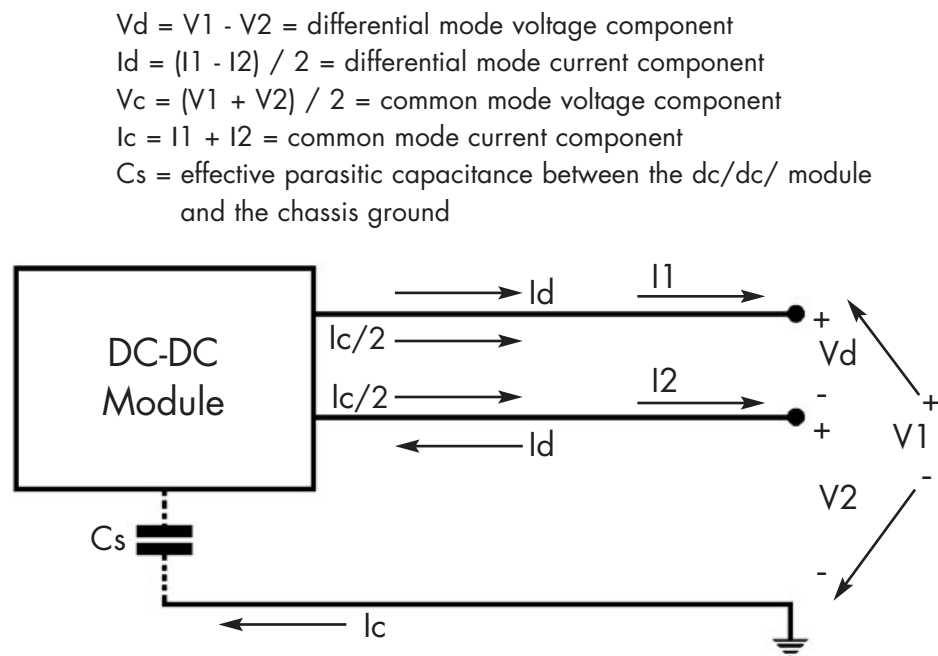 Vd = V1 - V2 = differential mode voltage component
Id = (I1 - I2) / 2 = differential mode current component
Vc = (V1 + V2) / 2 = common mode voltage component
Ic = I1 + I2 = common mode current component
Cs = effective parasitic capacitance between the dc/dc/ module
and the chassis ground
Id
I1
+
Vd
DC-DC
Module
Ic/2
Ic/2
I2
-
+
Id
+
V1
-
V2
-
Cs
Ic